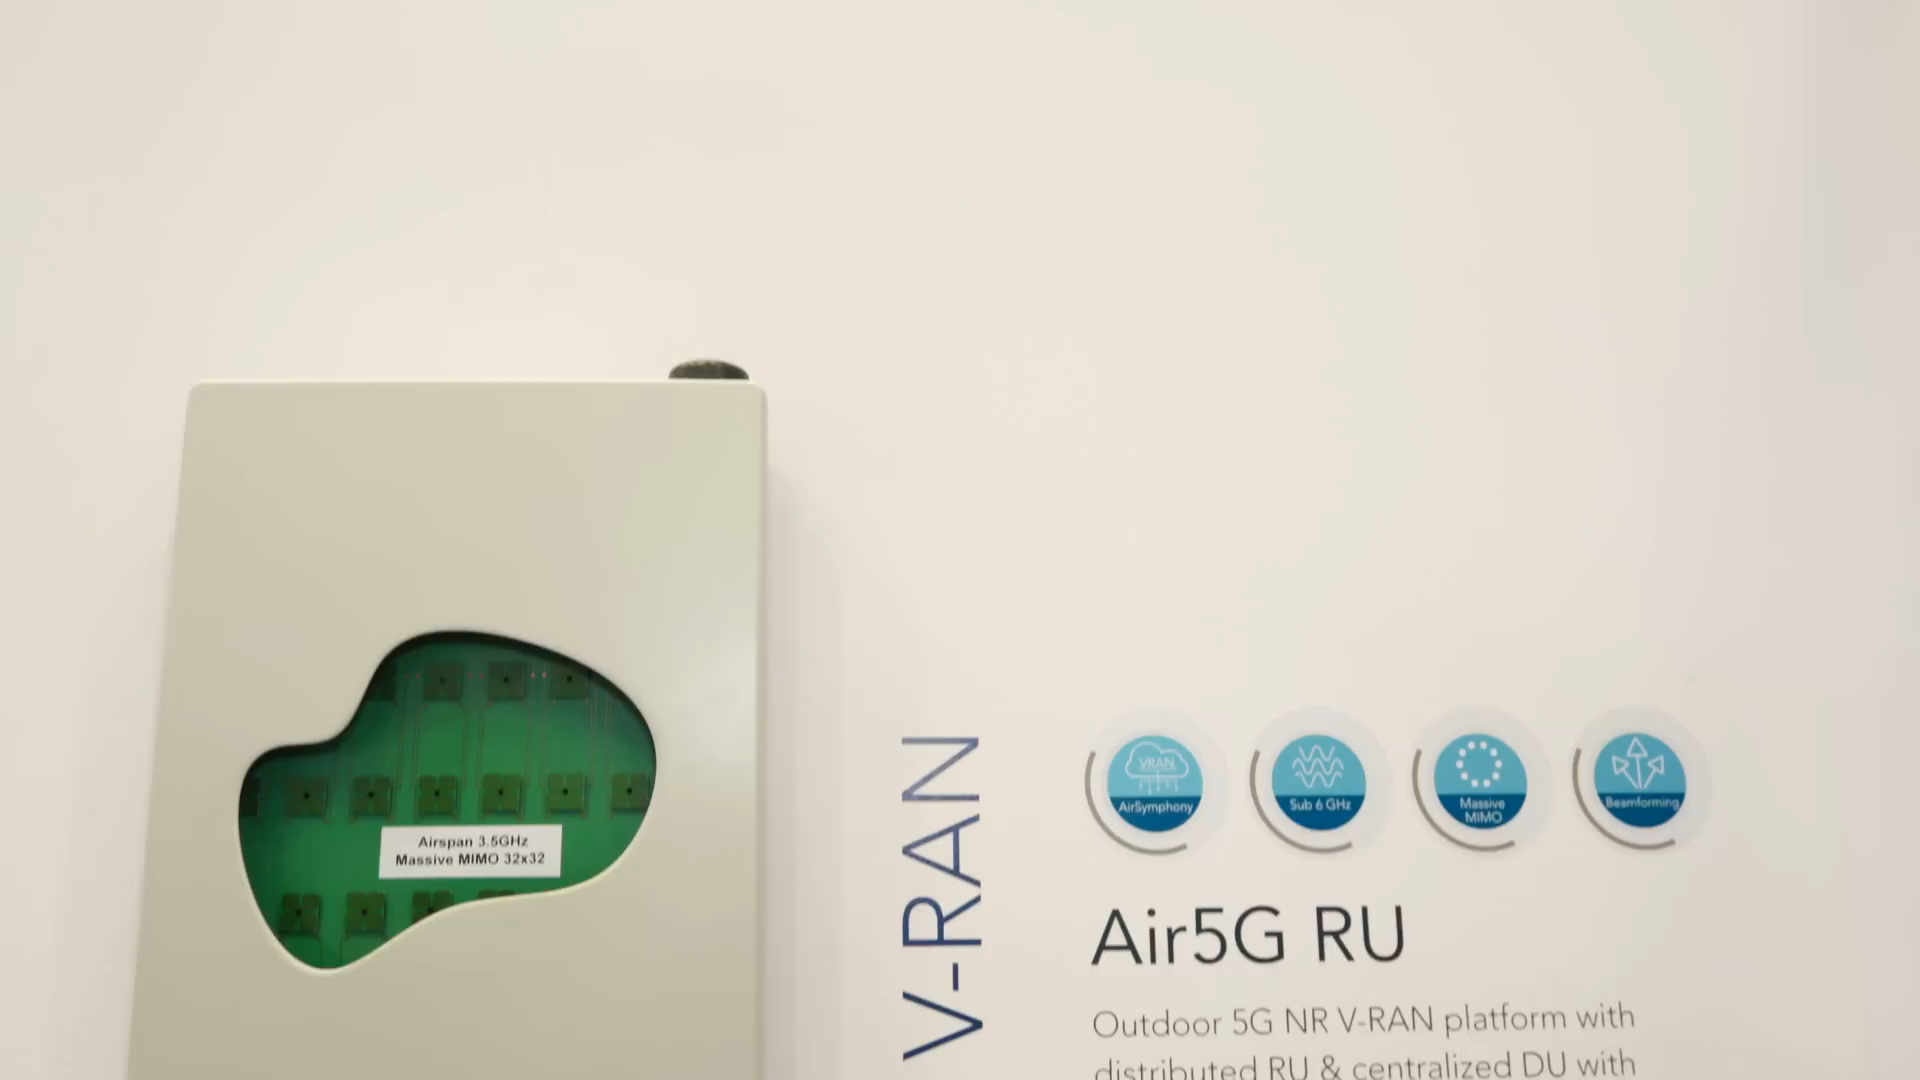 Airspan 3.5GHz
Massive MIMO 32x32
V-RAN
VRAN
AirSymphony
Sub 6 GHz
Massive
MIMO
Beamforming
Air5G RU
Outdoor 5G NR V-RAN platform with
distributed RU & centralized DU with